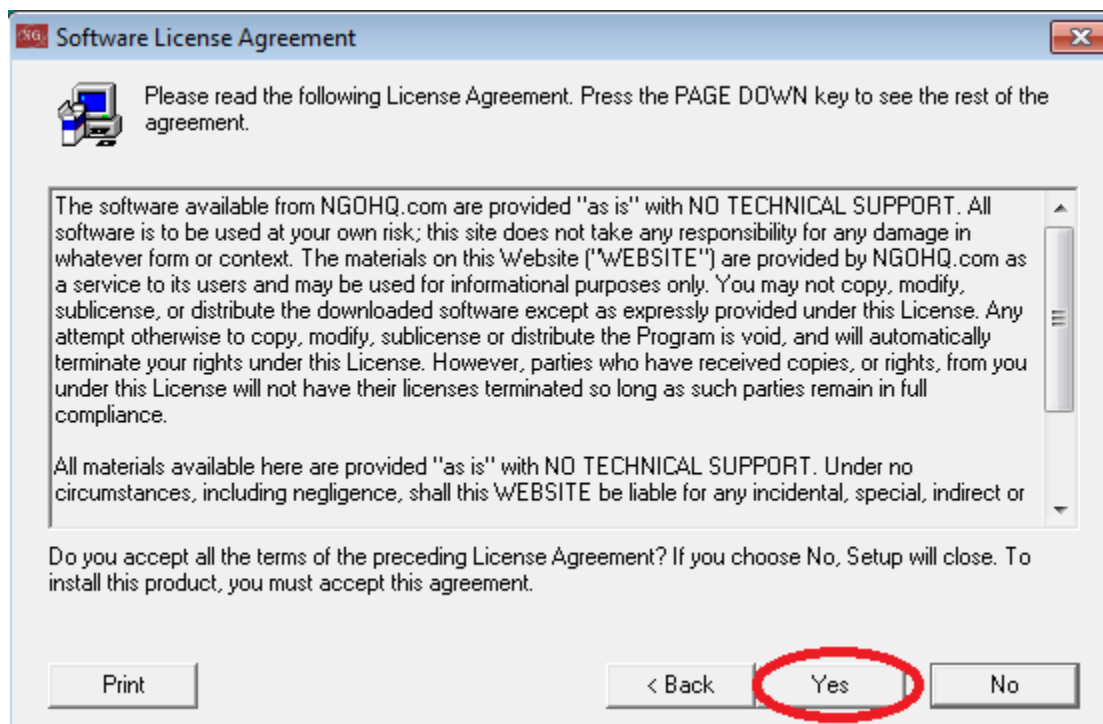 NG
Software License Agreement
Please read the following License Agreement. Press the PAGE DOWN key to see the rest of the
agreement.
The software available from NGOHQ.com are provided "as is" with NO TECHNICAL SUPPORT. All
software is to be used at your own risk; this site does not take any responsibility for any damage in
whatever form or context. The materials on this Website ("WEBSITE") are provided by NGOHQ.com as
a service to its users and may be used for informational purposes only. You may not copy, modify,
sublicense, or distribute the downloaded software except as expressly provided under this License. Any
attempt otherwise to copy, modify, sublicense or distribute the Program is void, and will automatically
terminate your rights under this License. However, parties who have received copies, or rights, from you
under this License will not have their licenses terminated so long as such parties remain in full
compliance.
All materials available here are provided "as is" with NO TECHNICAL SUPPORT. Under no
circumstances, including negligence, shall this WEBSITE be liable for any incidental, special, indirect or
Do you accept all the terms of the preceding License Agreement? If you choose No, Setup will close. To
install this product, you must accept this agreement.
Print
< Back
Yes
No